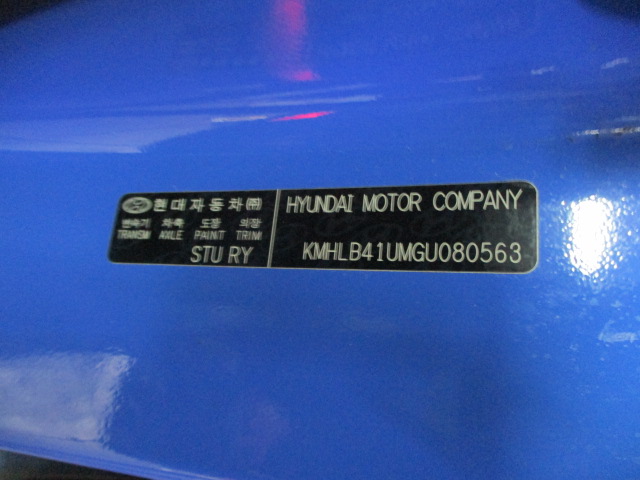 현대자동차㈜
변속기 차축 도장 의장
TRANSMI AXLE PAINT TRIM
STU RY
HYUNDAI MOTOR COMPANY
KMHLB41UMGU080563